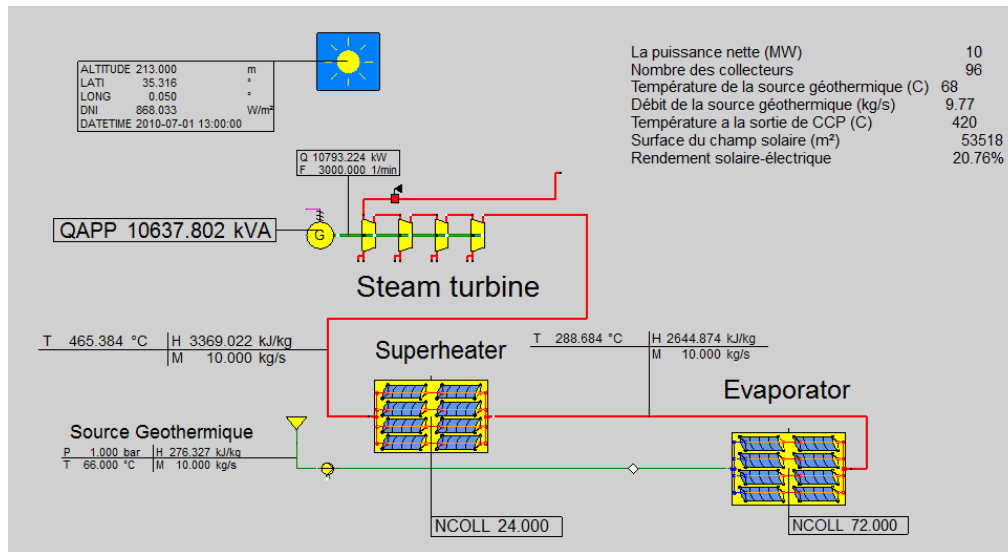 ALTITUDE 213.000 m
LATI 35.316 °
LONG 0.050 °
DNI 868.033 W/m²
DATETIME 2010-07-01 13:00:00
La puissance nette (MW) 10
Nombre des collecteurs 96
Température de la source géothermique (C) 68
Débit de la source géothermique (kg/s) 9.77
Température a la sortie de CCP (C) 420
Surface du champ solaire (m²) 53518
Rendement solaire-électrique 20.76%
Q 10793.224 kW
F 3000.000 1/min
QAPP 10637.802 kVA
G
Steam turbine
T 465.384 °C H 3369.022 kJ/kg
M 10.000 kg/s
Superheater
T 288.684 °C H 2644.874 kJ/kg
M 10.000 kg/s
Evaporator
Source Geothermique
P 1.000 bar H 276.327 kJ/kg
T 66.000 °C M 10.000 kg/s
NCOLL 24.000
NCOLL 72.000